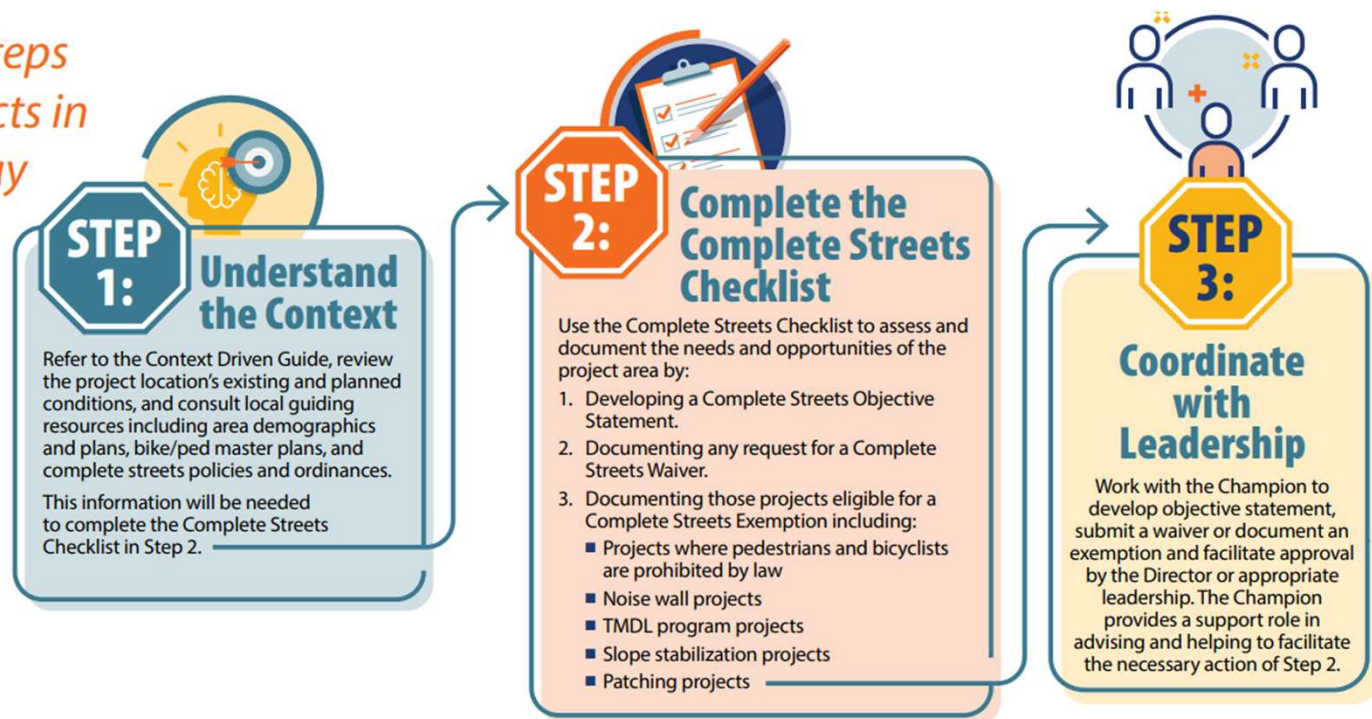 STEP
1:
Understand
the Context
Refer to the Context Driven Guide, review
the project location's existing and planned
conditions, and consult local guiding
resources including area demographics
and plans, bike/ped master plans, and
complete streets policies and ordinances.
This information will be needed
to complete the Complete Streets
Checklist in Step 2.
STEP
2:
Complete the
Complete Streets
Checklist
Use the Complete Streets Checklist to assess and
document the needs and opportunities of the
project area by:
1. Developing a Complete Streets Objective
Statement.
2. Documenting any request for a Complete
Streets Waiver.
3. Documenting those projects eligible for a
Complete Streets Exemption including:
■ Projects where pedestrians and bicyclists
are prohibited by law
■ Noise wall projects
■ TMDL program projects
■ Slope stabilization projects
■ Patching projects
STEP
3:
Coordinate
with
Leadership
Work with the Champion to
develop objective statement,
submit a waiver or document an
exemption and facilitate approval
by the Director or appropriate
leadership. The Champion
provides a support role in
advising and helping to facilitate
the necessary action of Step 2.